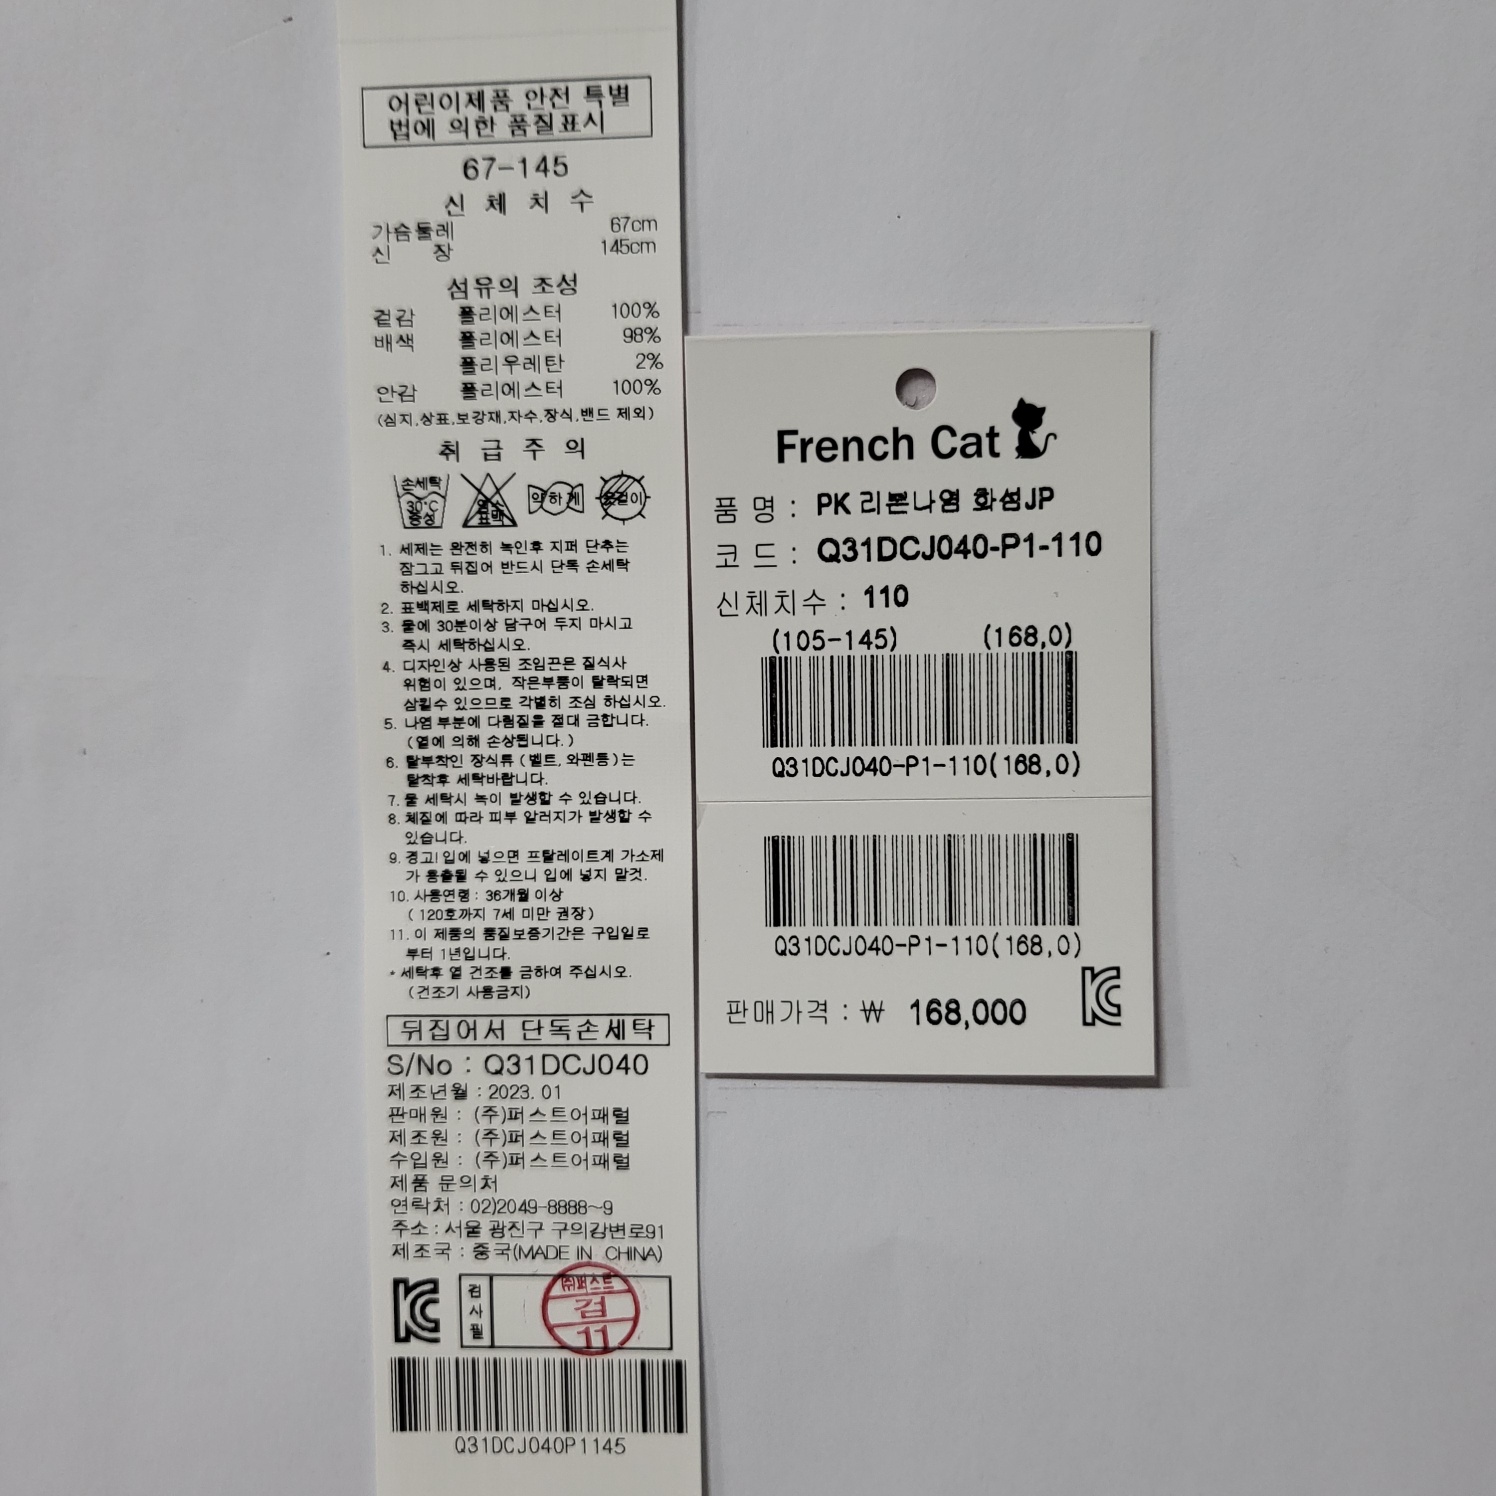 어린이제품 안전 특별
법에 의한 품질표시
67-145
신 체 치 수
가슴둘레 67cm
신 장 145cm
섬유의 조성
겉감 폴리에스터 100%
배색 폴리에스터 98%
폴리우레탄 2%
안감 폴리에스터 100%
(심지,상표,보강재,자수,장식,밴드 제외)
취 급 주 의
손세탁
30°C
중성
염소
표백
약하게
옷걸이
1. 세제는 완전히 녹인후 지퍼 단추는
잠그고 뒤집어 반드시 단독 손세탁
하십시오.
2. 표백제로 세탁하지 마십시오.
3. 물에 30분이상 담구어 두지 마시고
즉시 세탁하십시오.
4. 디자인상 사용된 조임끈은 질식사
위험이 있으며, 작은부품이 탈락되면
삼킬수 있으므로 각별히 조심 하십시오.
5. 나염 부분에 다림질을 절대 금합니다.
(열에 의해 손상됩니다.)
6. 탈부착인 장식류 (벨트, 와펜등)는
탈착후 세탁바랍니다.
7. 물 세탁시 녹이 발생할 수 있습니다.
8. 체질에 따라 피부 알러지가 발생할 수
있습니다.
9. 경고! 입에 넣으면 프탈레이트계 가소제
가 용출될 수 있으니 입에 넣지 말것.
10. 사용연령 : 36개월 이상
( 120호까지 7세 미만 권장 )
11. 이 제품의 품질보증기간은 구입일로
부터 1년입니다.
* 세탁후 열 건조를 금하여 주십시오.
(건조기 사용금지)
뒤집어서 단독손세탁
S/No : Q31DCJ040
제조년월 : 2023. 01
판매원 : (주)퍼스트어패럴
제조원 : (주)퍼스트어패럴
수입원 : (주)퍼스트어패럴
제품 문의처
연락처 : 02)2049-8888~9
주소 : 서울 광진구 구의강변로91
제조국 : 중국(MADE IN CHINA)
KC
검사필
㈜퍼스트
검
11
Q31DCJ040P1145
French Cat
품 명 : PK 리본나염 화섬JP
코 드 : Q31DCJ040-P1-110
신체치수 : 110
(105-145) (168,0)
Q31DCJ040-P1-110(168,0)
Q31DCJ040-P1-110(168,0)
KC
판매가격 : ₩ 168,000